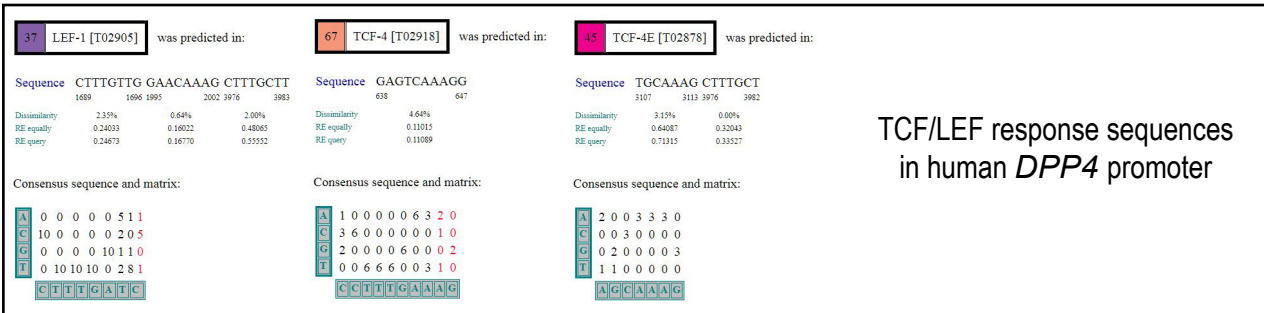 37 LEF-1 [T02905] was predicted in:
Sequence CTTTGTTG GAACAAAG CTTTGCTT
1689 1696 1995 2002 3976 3983
Dissimilarity 2.35% 0.64% 2.00%
RE equally 0.24033 0.16022 0.48065
RE query 0.24673 0.16770 0.55552
Consensus sequence and matrix:
A 0 0 0 0 0 5 1 1
C 10 0 0 0 0 2 0 5
G 0 0 0 0 10 1 1 0
T 0 10 10 10 0 2 8 1
C T T T G A T C
67 TCF-4 [T02918] was predicted in:
Sequence GAGTCAAAGG
638 647
Dissimilarity 4.64%
RE equally 0.11015
RE query 0.11089
Consensus sequence and matrix:
A 1 0 0 0 0 0 6 3 2 0
C 3 6 0 0 0 0 0 0 1 0
G 2 0 0 0 0 6 0 0 0 2
T 0 0 6 6 6 0 0 3 1 0
C C T T T G A A A G
45 TCF-4E [T02878] was predicted in:
Sequence TGCAAAG CTTTGCT
3107 3113 3976 3982
Dissimilarity 3.15% 0.00%
RE equally 0.64087 0.32043
RE query 0.71315 0.33527
Consensus sequence and matrix:
A 2 0 0 3 3 3 0
C 0 0 3 0 0 0 0
G 0 2 0 0 0 0 3
T 1 1 0 0 0 0 0
A G C A A A G
TCF/LEF response sequences
in human DPP4 promoter